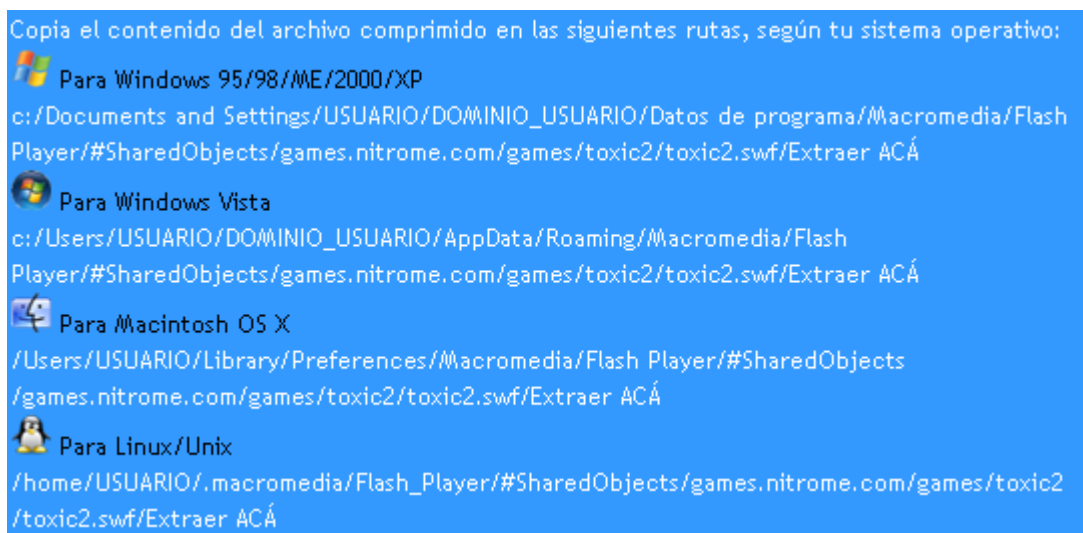 Copia el contenido del archivo comprimido en las siguientes rutas, según tu sistema operativo:
Para Windows 95/98/ME/2000/XP
c:/Documents and Settings/USUARIO/DOMINIO_USUARIO/Datos de programa/Macromedia/Flash
Player/#SharedObjects/games.nitrome.com/games/toxic2/toxic2.swf/Extraer ACÁ
Para Windows Vista
c:/Users/USUARIO/DOMINIO_USUARIO/AppData/Roaming/Macromedia/Flash
Player/#SharedObjects/games.nitrome.com/games/toxic2/toxic2.swf/Extraer ACÁ
Para Macintosh OS X
/Users/USUARIO/Library/Preferences/Macromedia/Flash Player/#SharedObjects
/games.nitrome.com/games/toxic2/toxic2.swf/Extraer ACÁ
Para Linux/Unix
/home/USUARIO/.macromedia/Flash_Player/#SharedObjects/games.nitrome.com/games/toxic2
/toxic2.swf/Extraer ACÁ